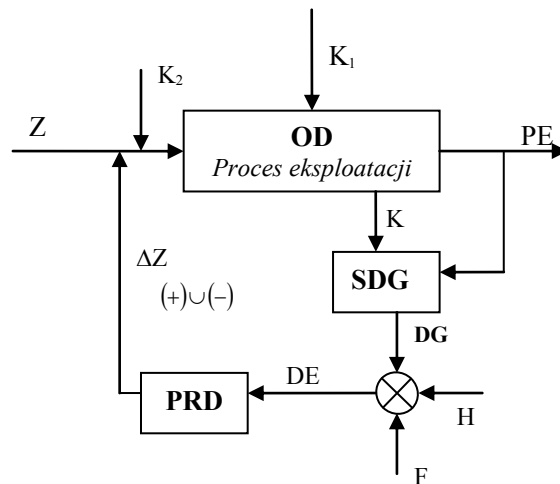 K₁
K₂
Z
OD
PE
Proces eksploatacji
K
ΔZ
SDG
(+)∪(−)
DG
DE
PRD
H
F